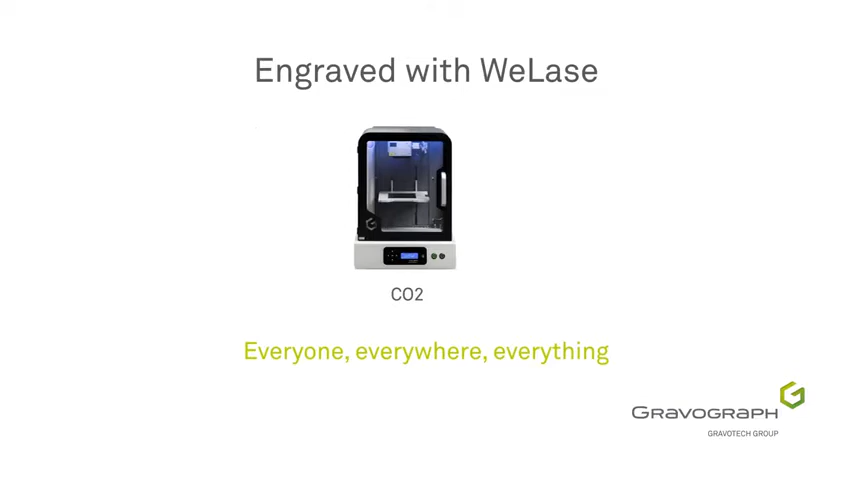 Engraved with WeLase
CO2
Everyone, everywhere, everything
GRAVOGRAPH
GRAVOTECH GROUP